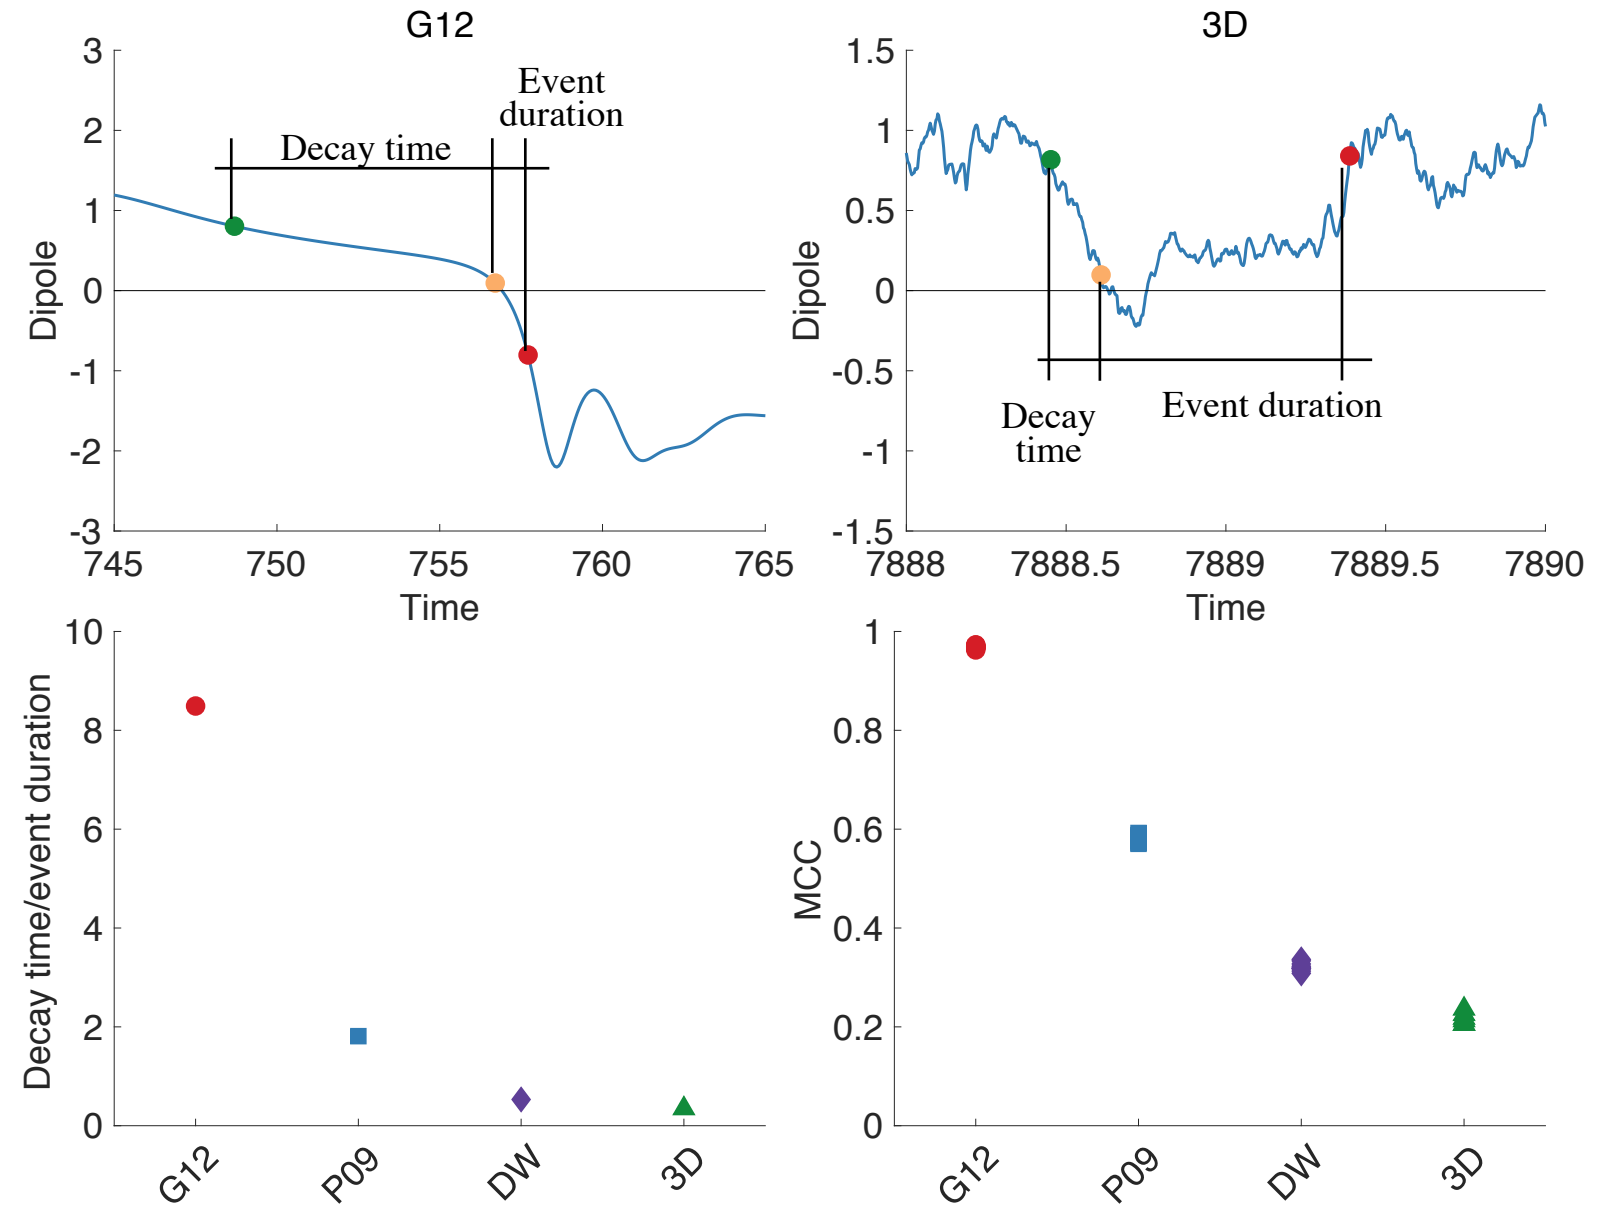 G12
3
2
1
0
-1
-2
-3
Dipole
Event
duration
Decay time
745 750 755 760 765
Time
3D
1.5
1
0.5
0
-0.5
-1
-1.5
Dipole
Decay
time
Event duration
7888 7888.5 7889 7889.5 7890
Time
10
8
6
4
2
0
Decay time/event duration
G12 P09 DW 3D
1
0.8
0.6
0.4
0.2
0
MCC
G12 P09 DW 3D